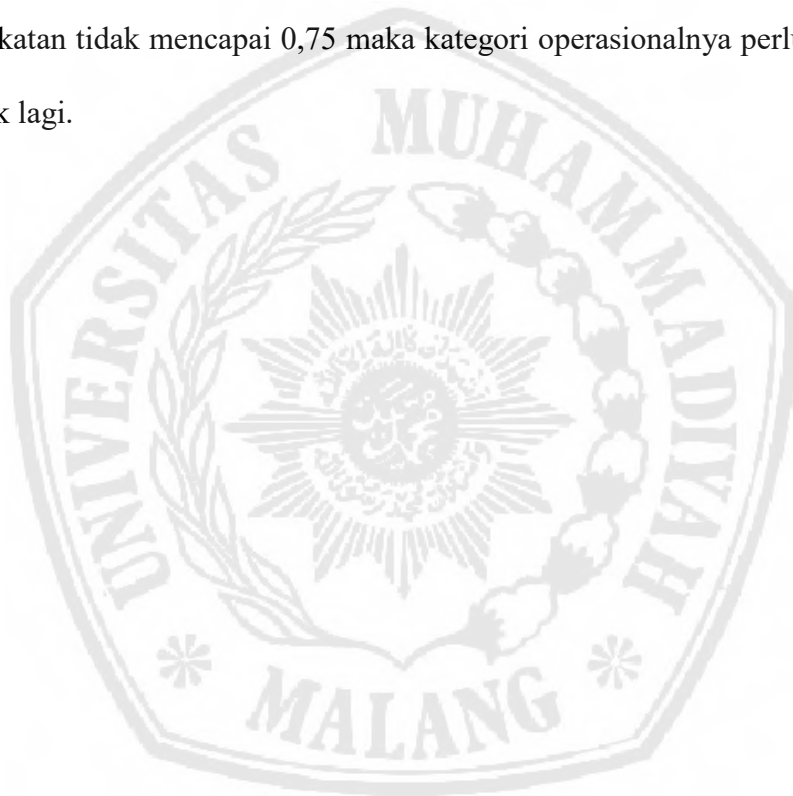 katan tidak mencapai 0,75 maka kategori operasionalnya perlu
k lagi.
UNIVERSITAS MUHAMMADIYAH
MALANG